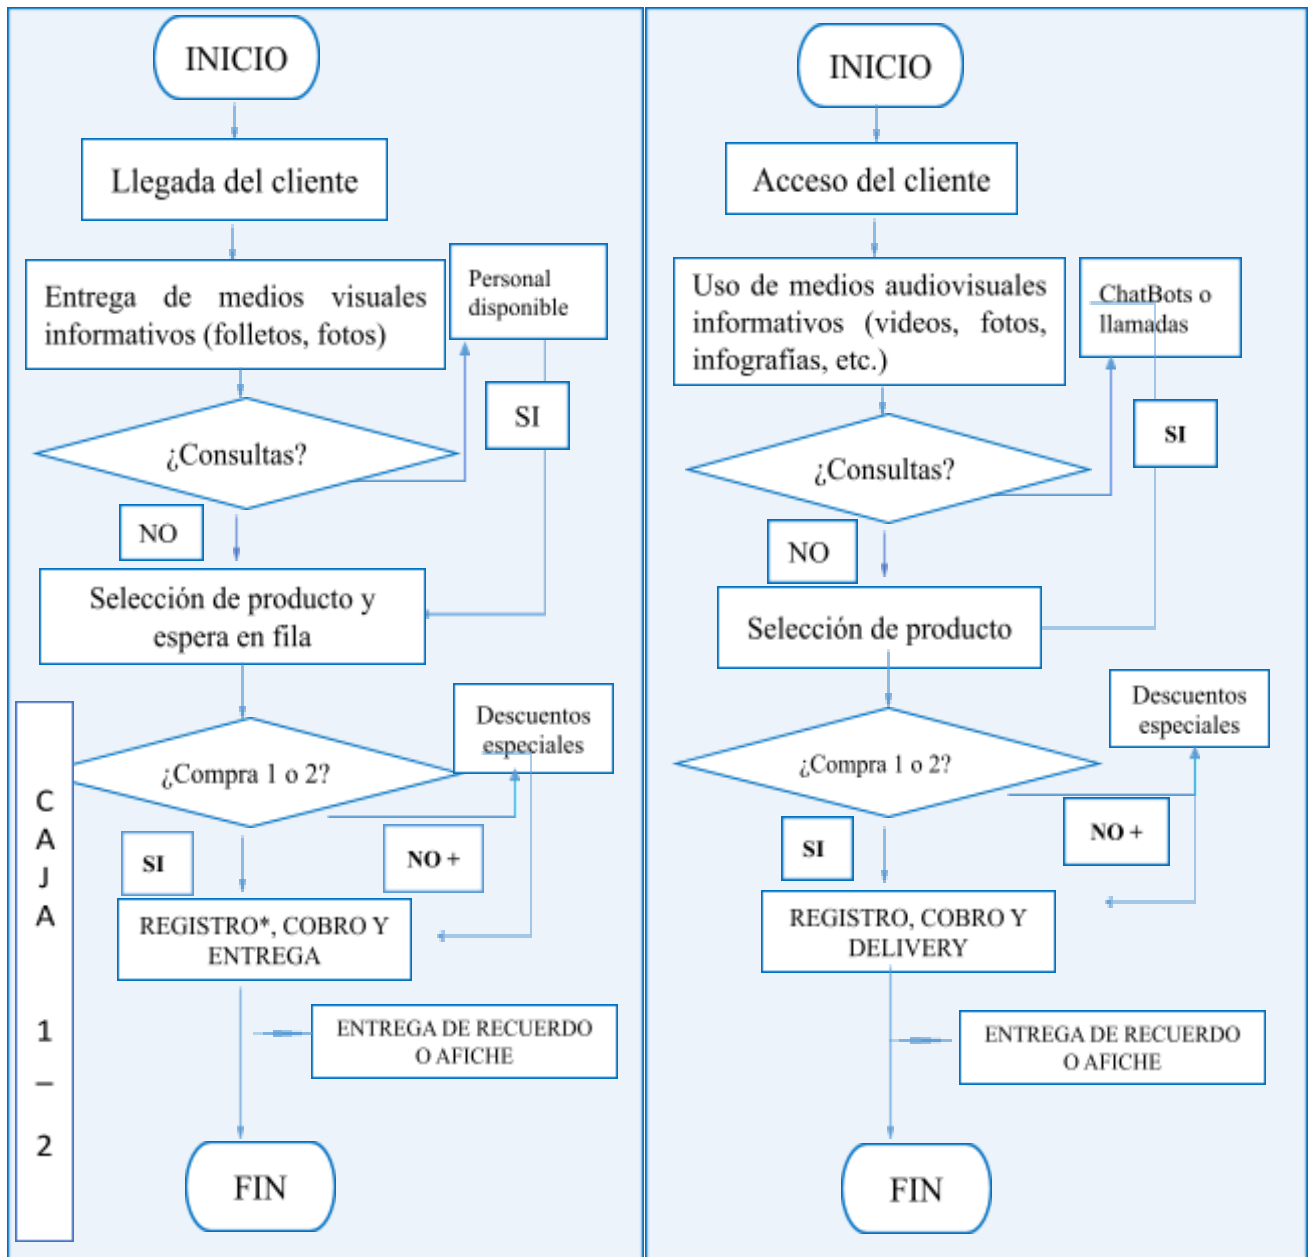 INICIO
Llegada del cliente
Entrega de medios visuales
informativos (folletos, fotos)
Personal
disponible
¿Consultas?
SI
NO
Selección de producto y
espera en fila
Descuentos
especiales
¿Compra 1 o 2?
SI
NO +
REGISTRO*, COBRO Y
ENTREGA
ENTREGA DE RECUERDO
O AFICHE
FIN
C
A
J
A
1
–
2
INICIO
Acceso del cliente
Uso de medios audiovisuales
informativos (videos, fotos,
infografías, etc.)
ChatBots o
llamadas
¿Consultas?
SI
NO
Selección de producto
Descuentos
especiales
¿Compra 1 o 2?
SI
NO +
REGISTRO, COBRO Y
DELIVERY
ENTREGA DE RECUERDO
O AFICHE
FIN